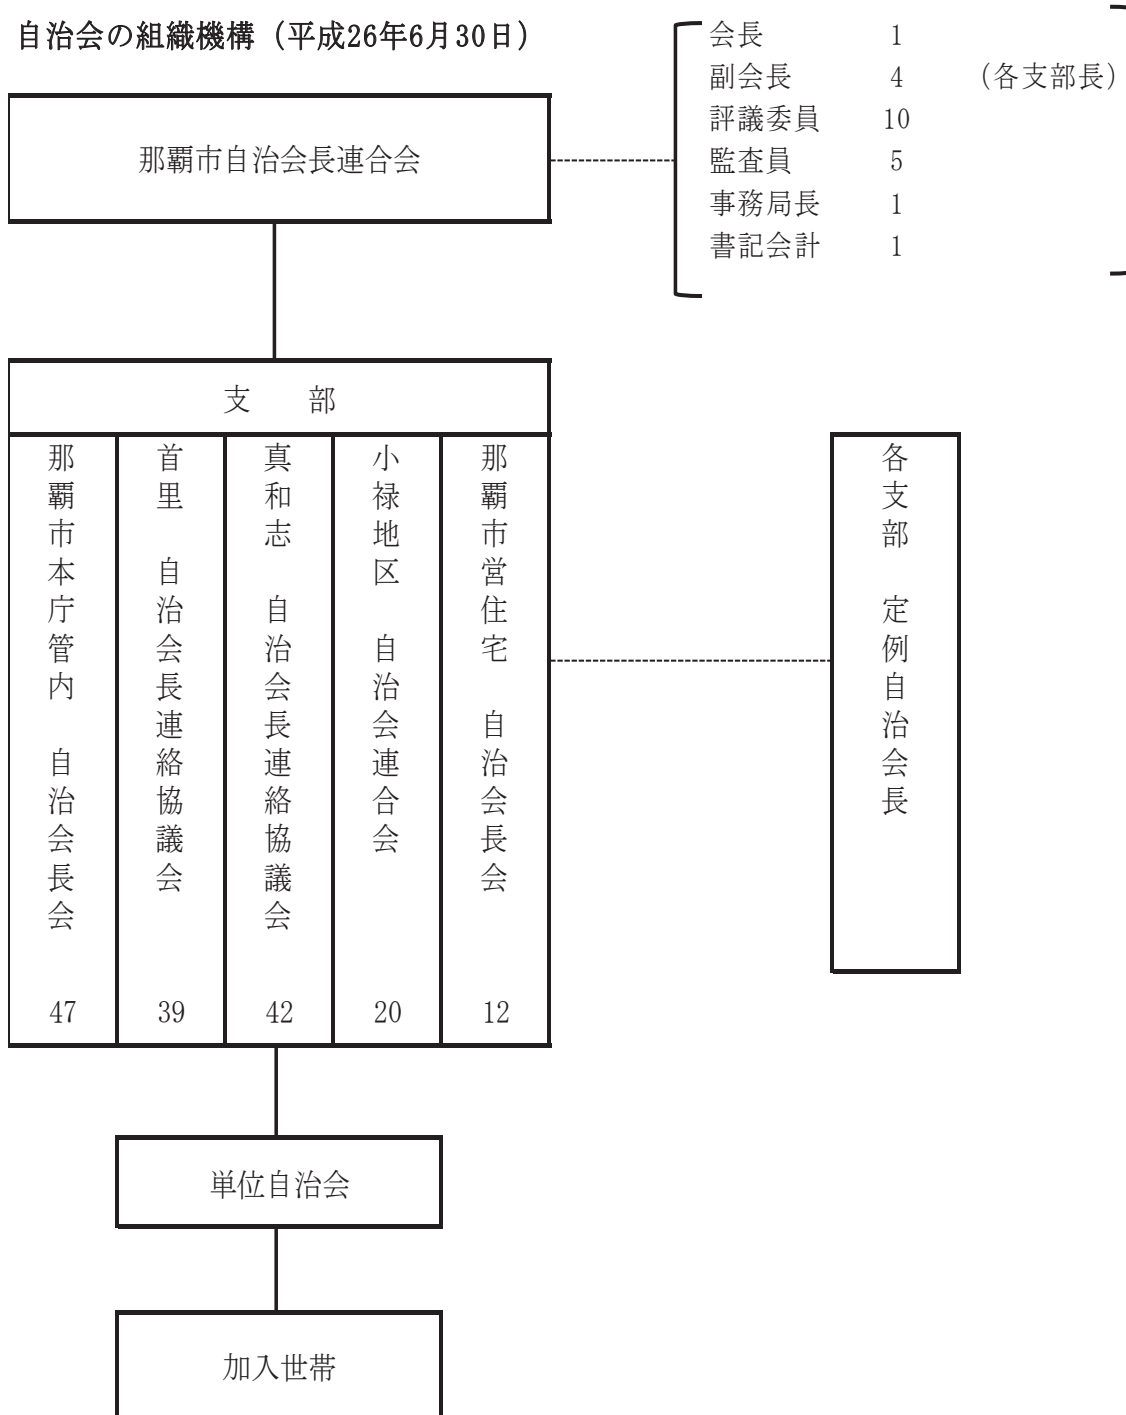 自治会の組織機構（平成26年6月30日）
会長 1
副会長 4 （各支部長）
評議委員 10
監査員 5
事務局長 1
書記会計 1
那覇市自治会長連合会
支　部
那覇市本庁管内　自治会長会 47
首里　自治会長連絡協議会 39
真和志　自治会長連絡協議会 42
小禄地区　自治会連合会 20
那覇市営住宅　自治会長会 12
各支部　定例自治会長
単位自治会
加入世帯